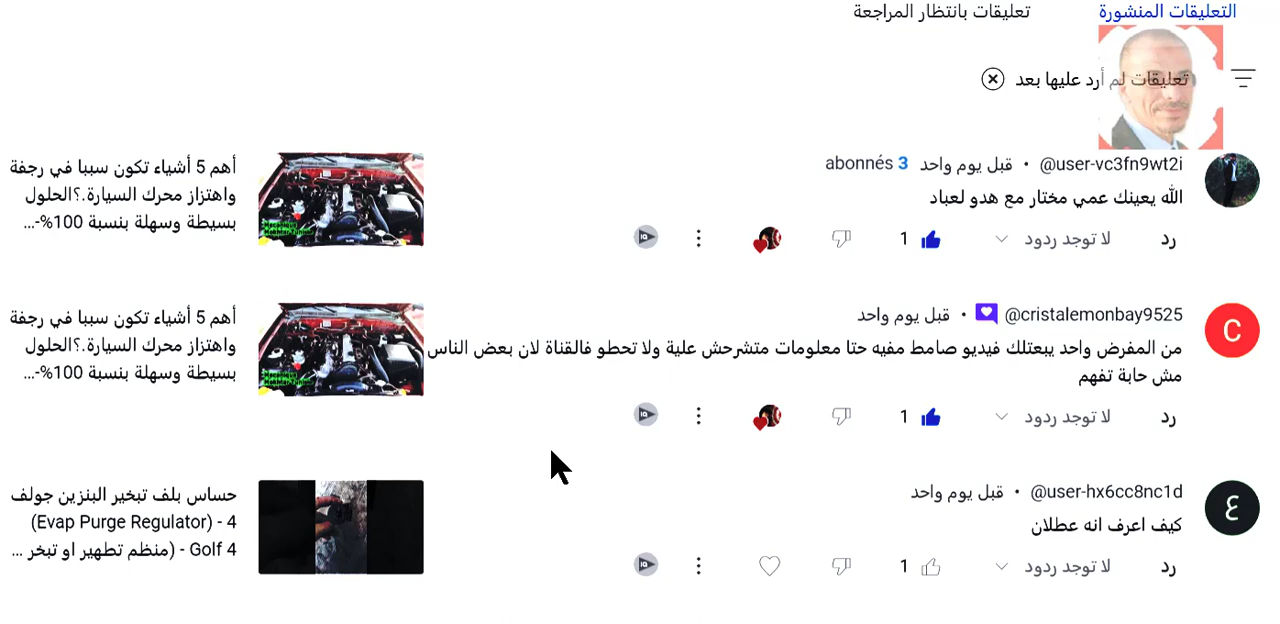 التعليقات المنشورة
تعليقات بانتظار المراجعة
تعليقات لم أرد عليها بعد
@user-vc3fn9wt2i • قبل يوم واحد 3 abonnés
الله يعينك عمي مختار مع هدو لعباد
رد
لا توجد ردود
1
أهم 5 أشياء تكون سببا في رجفة
واهتزاز محرك السيارة.؟الحلول
بسيطة وسهلة بنسبة 100%-...
Mecanique
Mokhtar Tunisie
@cristalemonbay9525 • قبل يوم واحد
من المفرض واحد يبعتلك فيديو صامط مفيه حتا معلومات متشرحش علية ولا تحطو فالقناة لان بعض الناس
مش حابة تفهم
رد
لا توجد ردود
1
أهم 5 أشياء تكون سببا في رجفة
واهتزاز محرك السيارة.؟الحلول
بسيطة وسهلة بنسبة 100%-...
Mecanique
Mokhtar Tunisie
C
@user-hx6cc8nc1d • قبل يوم واحد
كيف اعرف انه عطلان
رد
لا توجد ردود
1
ع
حساس بلف تبخير البنزين جولف
4 - (Evap Purge Regulator)
Golf 4 - (منظم تطهير او تبخر ...